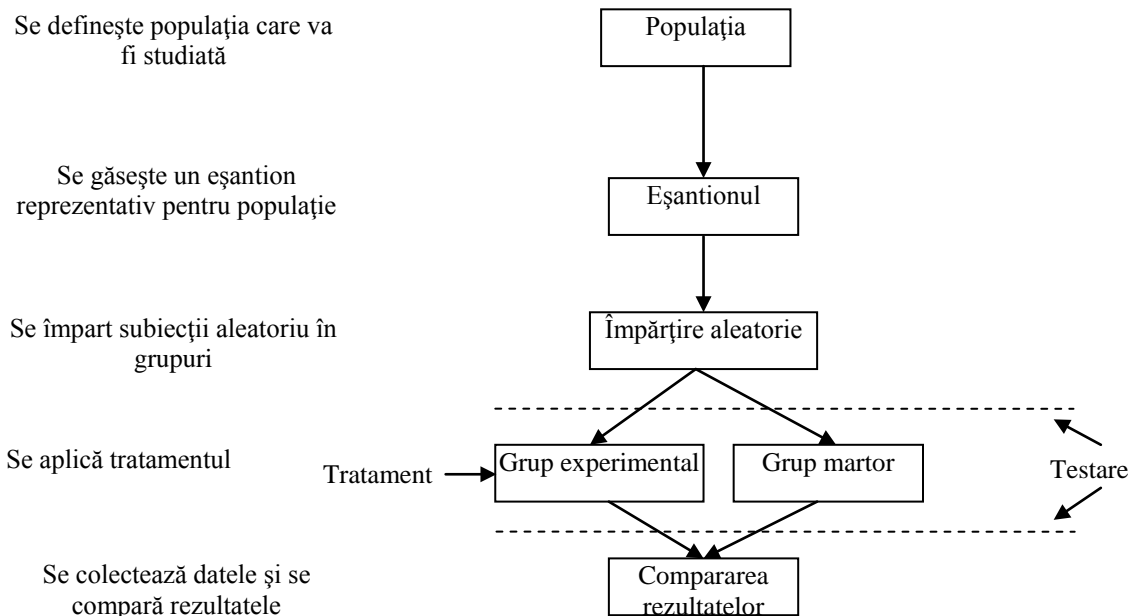 Se defineşte populaţia care va
fi studiată
Populaţia
Se găseşte un eşantion
reprezentativ pentru populaţie
Eşantionul
Se împart subiecţii aleatoriu în
grupuri
Împărţire aleatorie
Se aplică tratamentul
Tratament
Grup experimental
Grup martor
Testare
Se colectează datele şi se
compară rezultatele
Compararea
rezultatelor